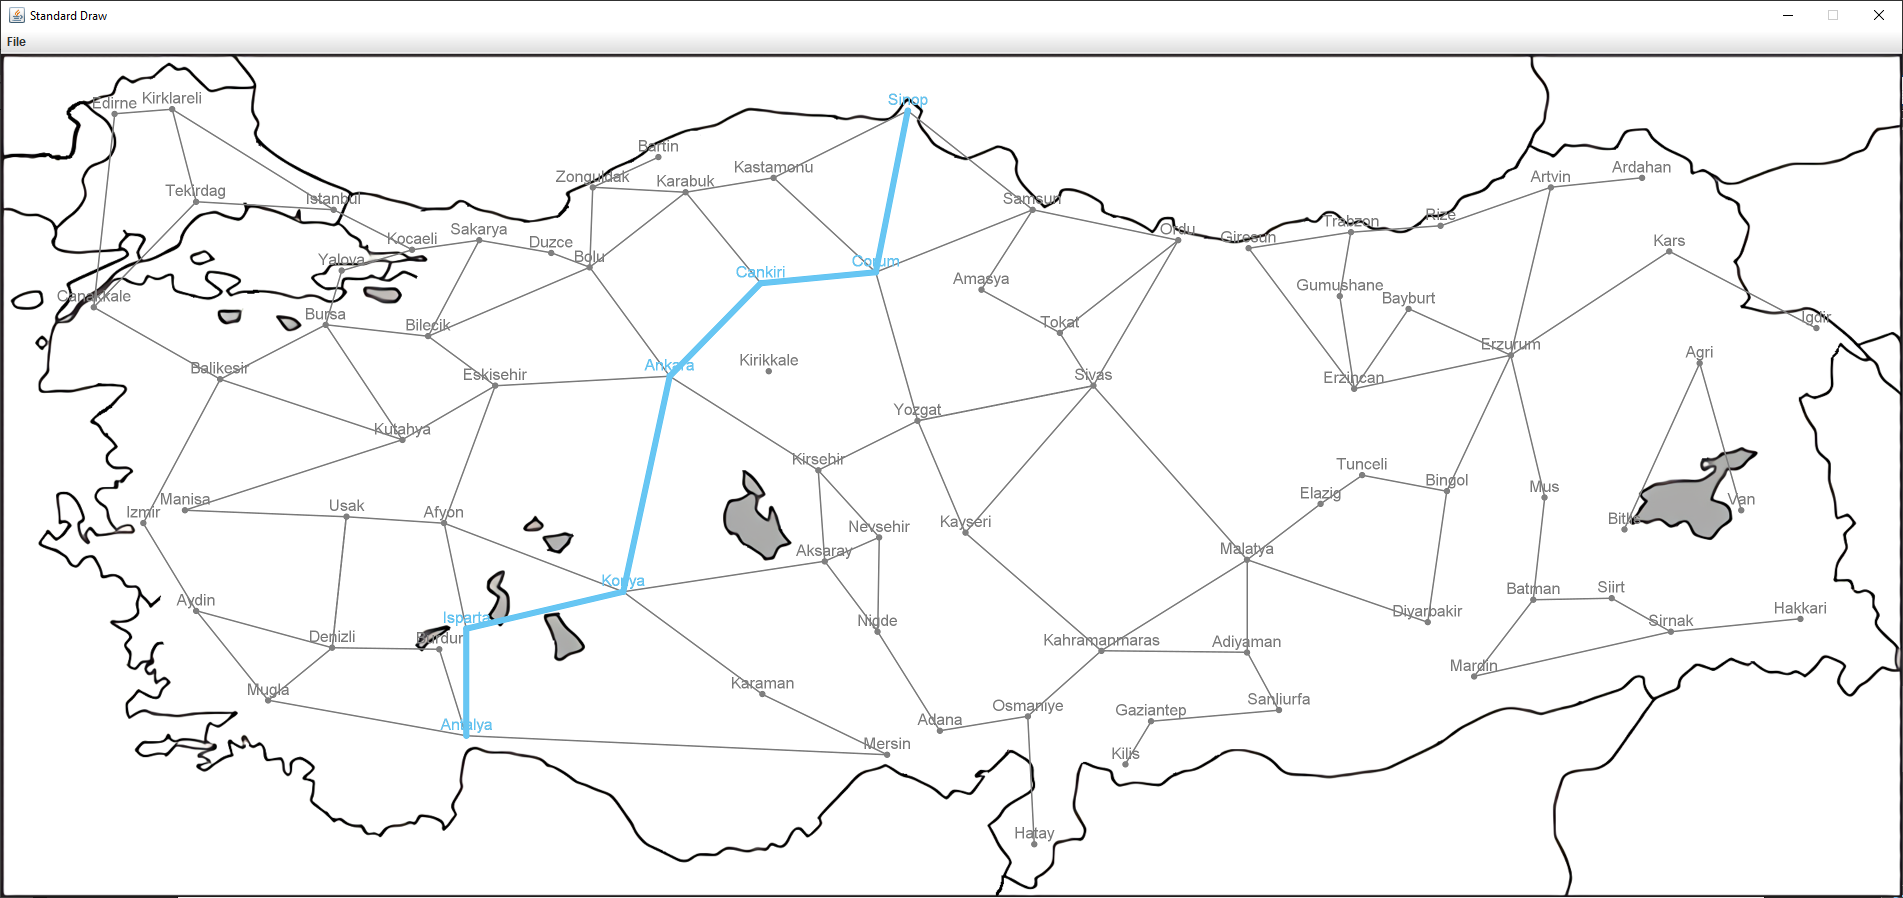 Standard Draw
File
Sinop
Kirklareli
Edirne
Bartin
Kastamonu
Zonguldak
Karabuk
Ardahan
Artvin
Tekirdag
Istanbul
Samsun
Rize
Trabzon
Sakarya
Ordu
Kocaeli
Duzce
Giresun
Kars
Bolu
Yalova
Corum
Cankiri
Amasya
Gumushane
Canakkale
Bayburt
Bursa
Igdir
Bilecik
Tokat
Erzurum
Agri
Kirikkale
Ankara
Balikesir
Eskisehir
Sivas
Erzincan
Yozgat
Kutahya
Kirsehir
Tunceli
Bingol
Mus
Elazig
Manisa
Van
Usak
Izmir
Afyon
Bitlis
Kayseri
Nevsehir
Malatya
Aksaray
Konya
Batman
Siirt
Aydin
Hakkari
Diyarbakir
Isparta
Nigde
Sirnak
Denizli
Burdur
Kahramanmaras
Adiyaman
Mardin
Karaman
Mugla
Sanliurfa
Osmaniye
Gaziantep
Adana
Antalya
Mersin
Kilis
Hatay